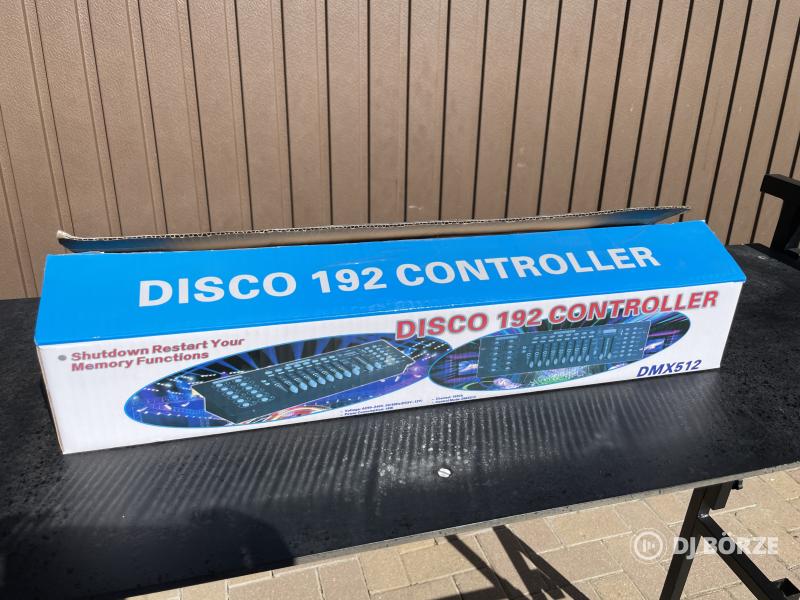 DISCO 192 CONTROLLER
DISCO 192 CONTROLLER
Shutdown Restart Your
Memory Functions
DMX512
DJ BÖRZE